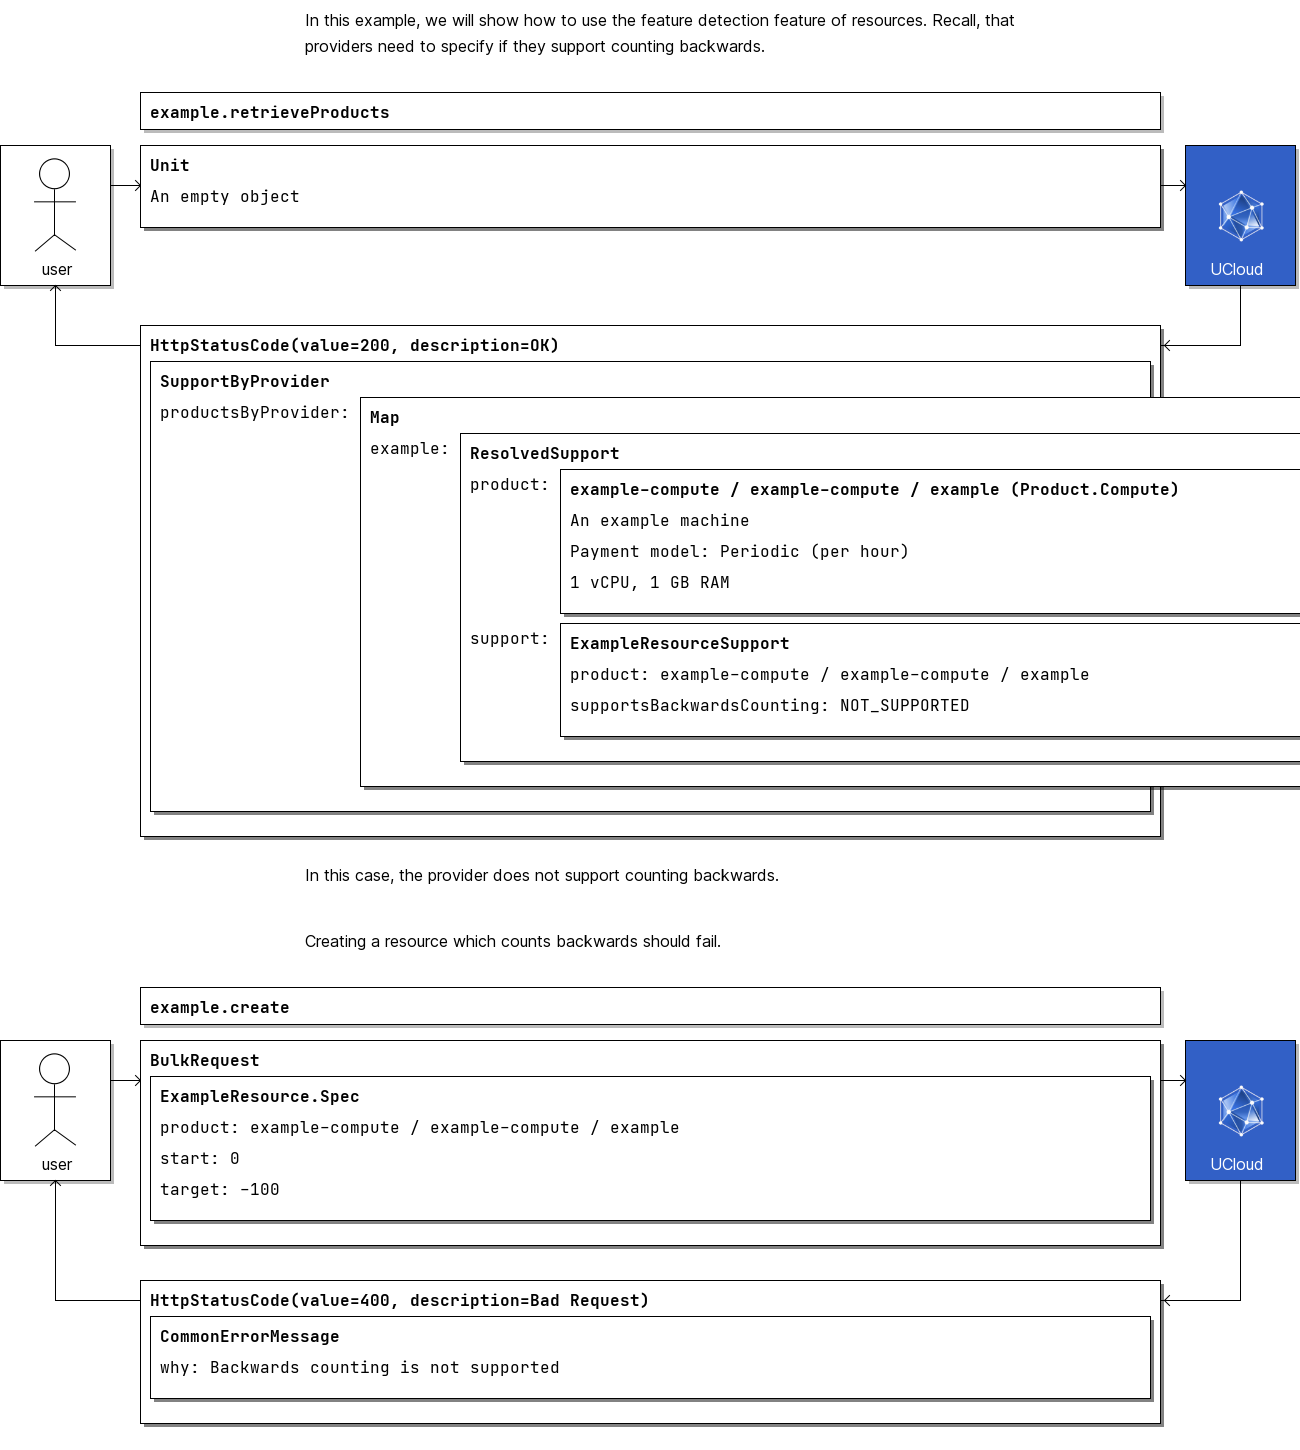 In this example, we will show how to use the feature detection feature of resources. Recall, that
providers need to specify if they support counting backwards.
example.retrieveProducts
Unit
An empty object
user
UCloud
HttpStatusCode(value=200, description=OK)
SupportByProvider
productsByProvider:
Map
example:
ResolvedSupport
product:
example-compute / example-compute / example (Product.Compute)
An example machine
Payment model: Periodic (per hour)
1 vCPU, 1 GB RAM
support:
ExampleResourceSupport
product: example-compute / example-compute / example
supportsBackwardsCounting: NOT_SUPPORTED
In this case, the provider does not support counting backwards.
Creating a resource which counts backwards should fail.
example.create
BulkRequest
ExampleResource.Spec
product: example-compute / example-compute / example
start: 0
target: -100
user
UCloud
HttpStatusCode(value=400, description=Bad Request)
CommonErrorMessage
why: Backwards counting is not supported